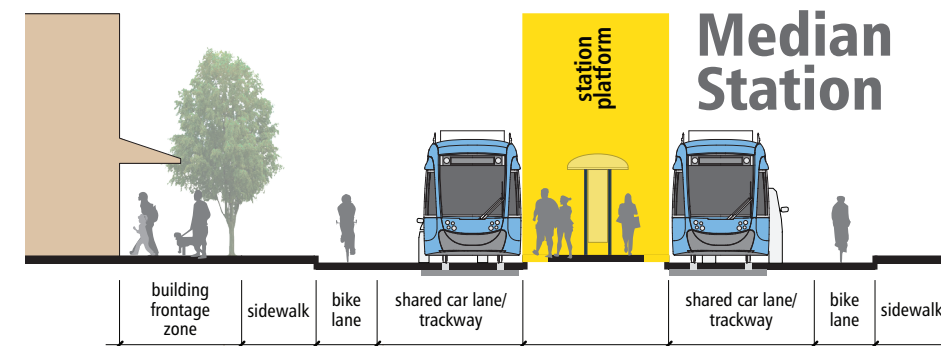 Median
Station
station
platform
building
frontage
zone
sidewalk
bike
lane
shared car lane/
trackway
shared car lane/
trackway
bike
lane
sidewalk